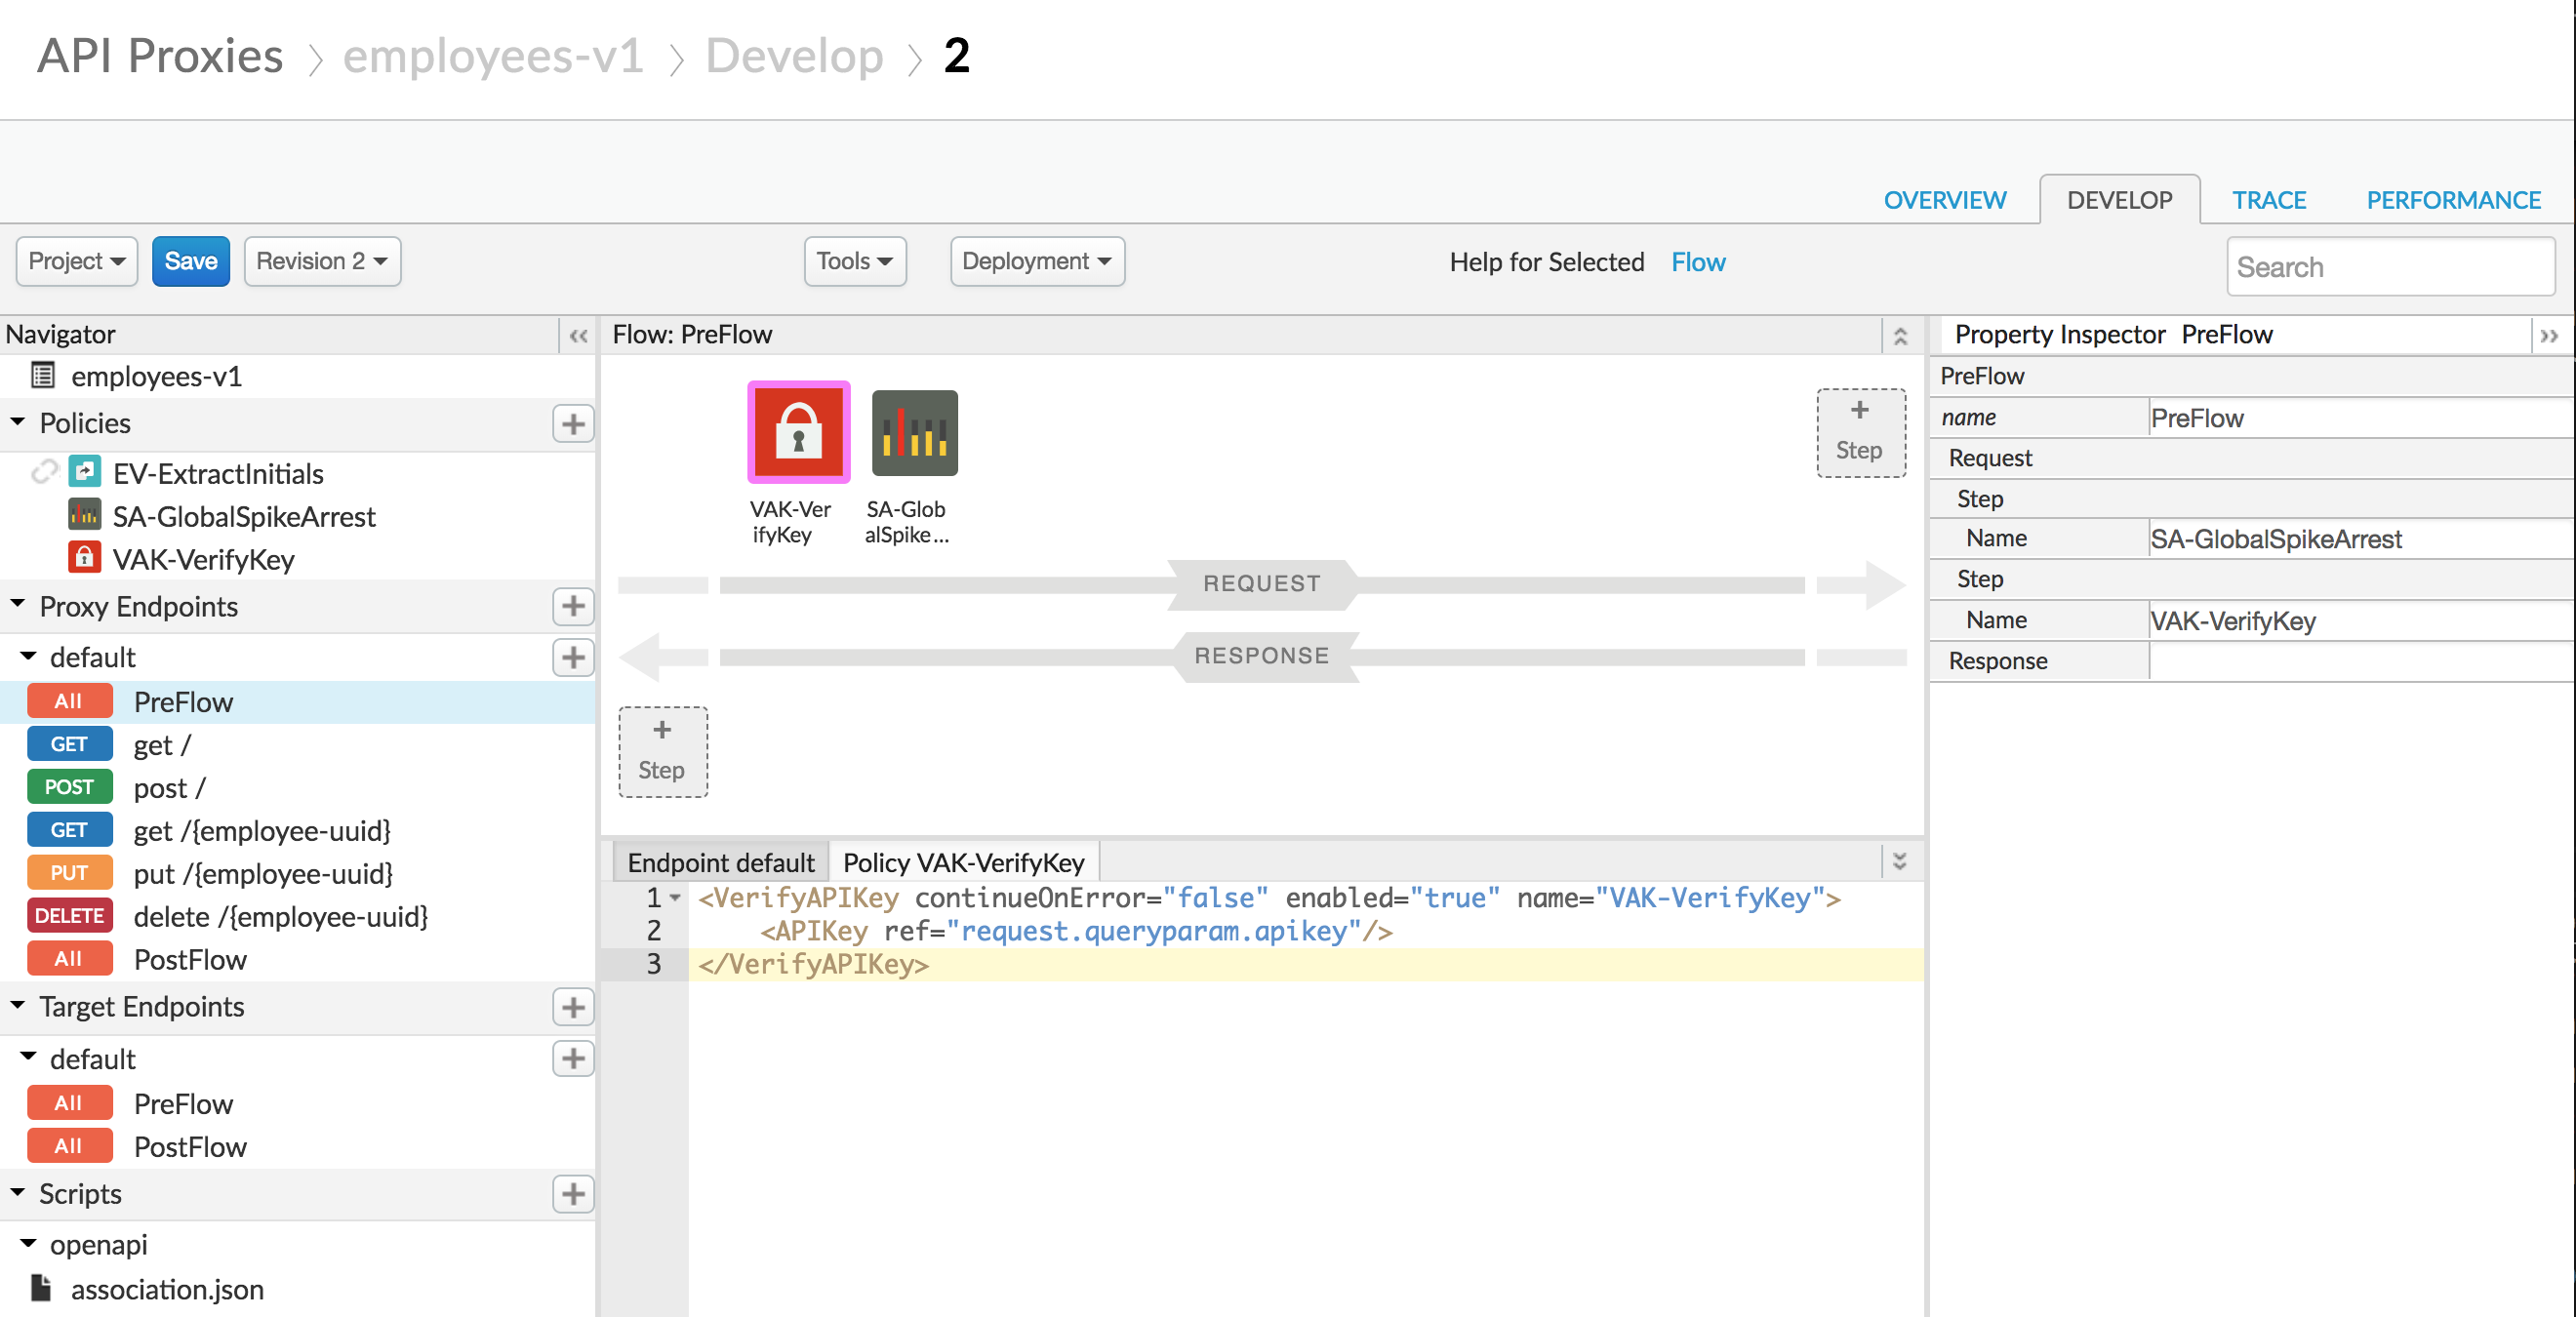 API Proxies > employees-v1 > Develop > 2
OVERVIEW
DEVELOP
TRACE
PERFORMANCE
Project
Save
Revision 2
Tools
Deployment
Help for Selected Flow
Search
Navigator
employees-v1
Policies
EV-ExtractInitials
SA-GlobalSpikeArrest
VAK-VerifyKey
Proxy Endpoints
default
All PreFlow
GET get /
POST post /
GET get /{employee-uuid}
PUT put /{employee-uuid}
DELETE delete /{employee-uuid}
All PostFlow
Target Endpoints
default
All PreFlow
All PostFlow
Scripts
openapi
association.json
Flow: PreFlow
VAK-Ver
ifyKey
SA-Glob
alSpike...
+
Step
REQUEST
RESPONSE
+
Step
Endpoint default
Policy VAK-VerifyKey
1 <VerifyAPIKey continueOnError="false" enabled="true" name="VAK-VerifyKey">
2 <APIKey ref="request.queryparam.apikey"/>
3 </VerifyAPIKey>
Property Inspector PreFlow
PreFlow
name PreFlow
Request
Step
Name SA-GlobalSpikeArrest
Step
Name VAK-VerifyKey
Response